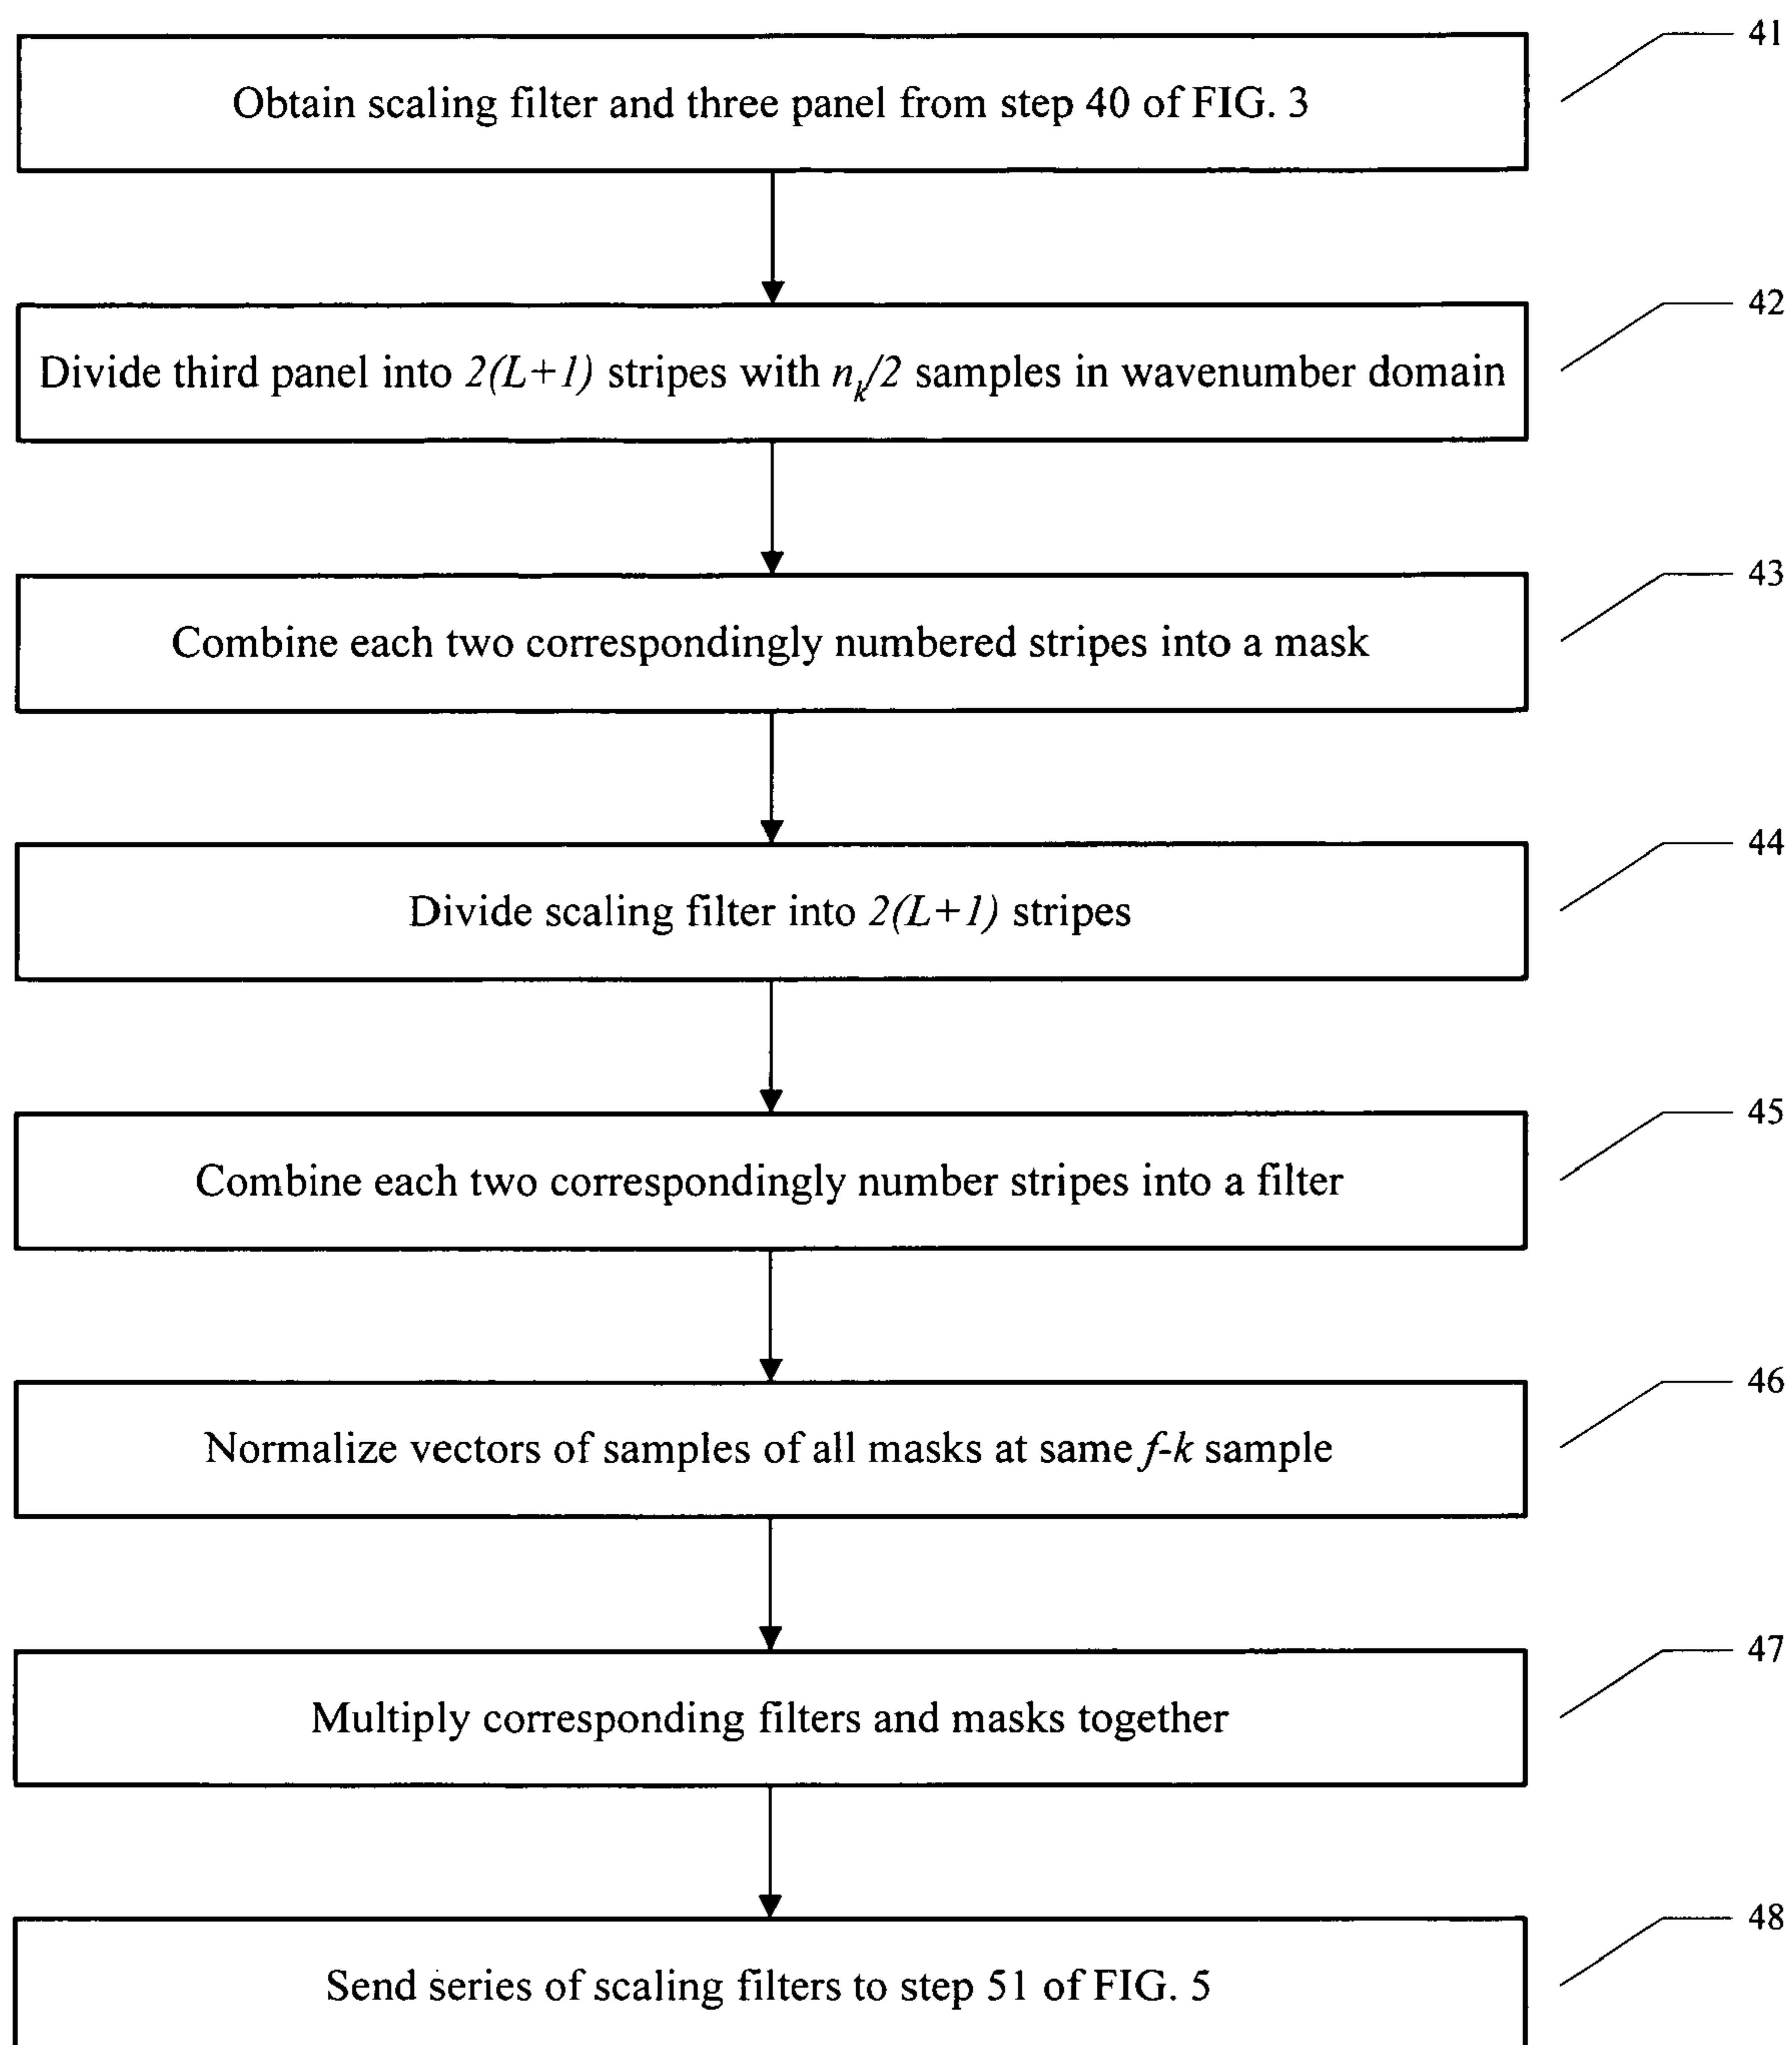 41
Obtain scaling filter and three panel from step 40 of FIG. 3
42
Divide third panel into 2(L+1) stripes with n_k/2 samples in wavenumber domain
43
Combine each two correspondingly numbered stripes into a mask
44
Divide scaling filter into 2(L+1) stripes
45
Combine each two correspondingly number stripes into a filter
46
Normalize vectors of samples of all masks at same f-k sample
47
Multiply corresponding filters and masks together
48
Send series of scaling filters to step 51 of FIG. 5